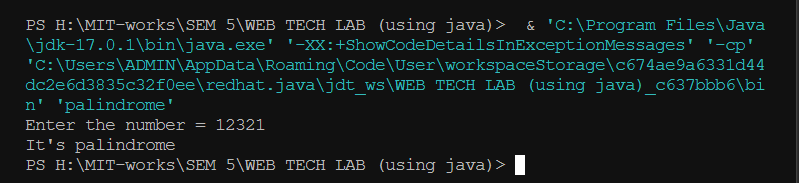 PS H:\MIT-works\SEM 5\WEB TECH LAB (using java)>  & 'C:\Program Files\Java
\jdk-17.0.1\bin\java.exe' '-XX:+ShowCodeDetailsInExceptionMessages' '-cp'
'C:\Users\ADMIN\AppData\Roaming\Code\User\workspaceStorage\c674ae9a6331d44
dc2e6d3835c32f0ee\redhat.java\jdt_ws\WEB TECH LAB (using java)_c637bbb6\bi
n' 'palindrome'
Enter the number = 12321
It's palindrome
PS H:\MIT-works\SEM 5\WEB TECH LAB (using java)>